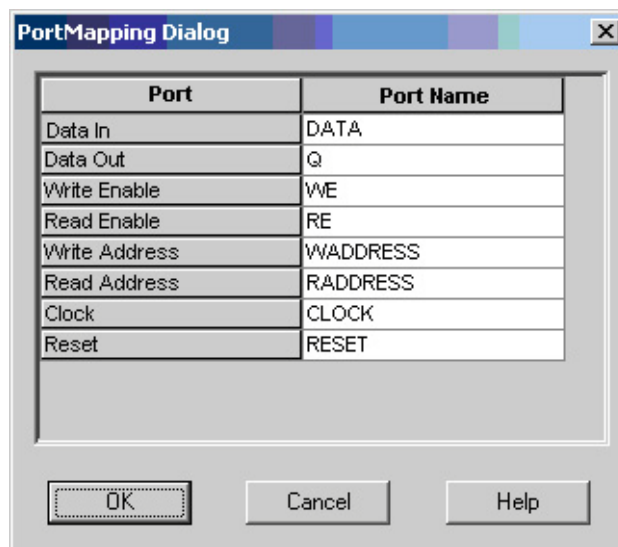 PortMapping Dialog
Port Port Name
Data In DATA
Data Out Q
Write Enable WE
Read Enable RE
Write Address WADDRESS
Read Address RADDRESS
Clock CLOCK
Reset RESET
OK Cancel Help